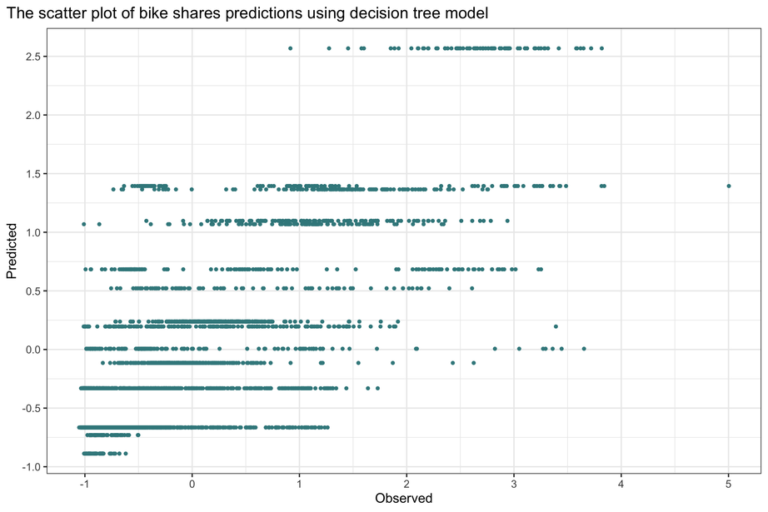 The scatter plot of bike shares predictions using decision tree model
2.5
2.0
1.5
1.0
0.5
0.0
-0.5
-1.0
Predicted
-1 0 1 2 3 4 5
Observed